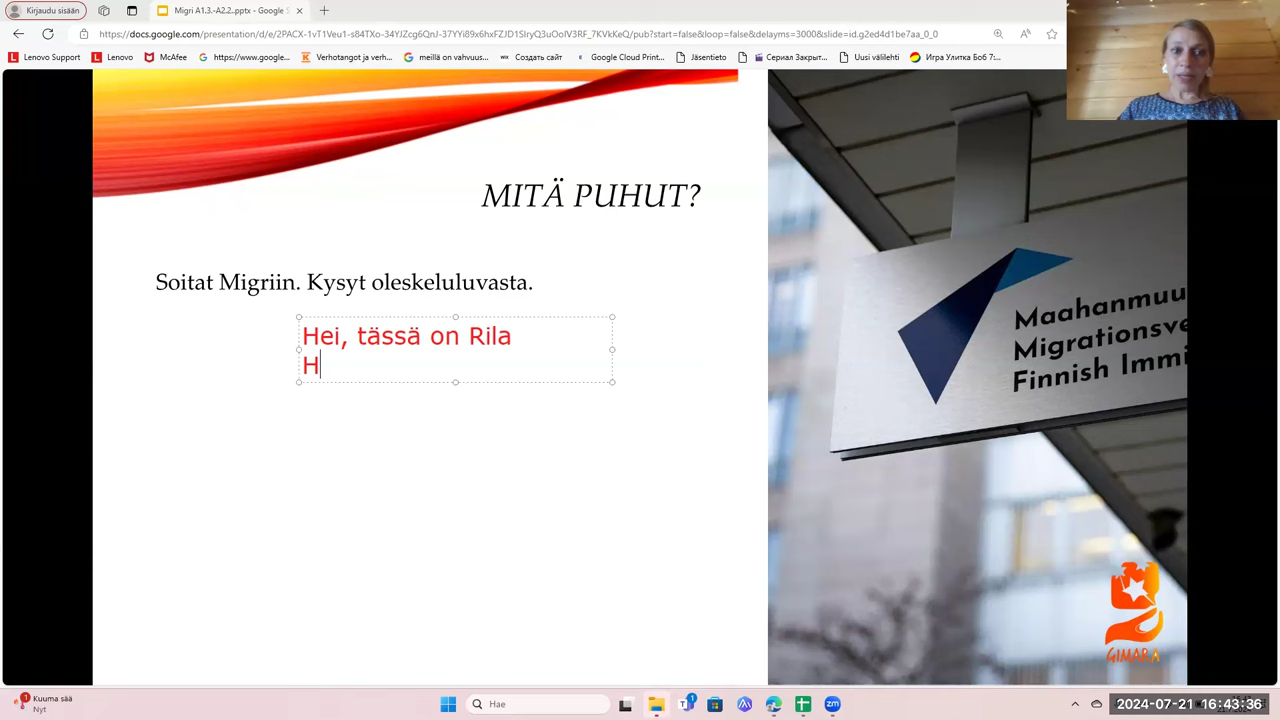 Kirjaudu sisään
Migri A1.3.-A2.2..pptx - Google S
https://docs.google.com/presentation/d/e/2PACX-1vT1Veu1-s84TXo-34YJZcg6QnJ-37YYi89x6hxFZJD1SIryQ3uOoIV3RF_7KVkKeQ/pub?start=false&loop=false&delayms=3000&slide=id.g2ed4d1be7aa_0_0
Lenovo Support
Lenovo
McAfee
https://www.google...
Verhotangot ja verh...
meillä on vahvuus...
Создать сайт
Google Cloud Print...
Jäsentieto
Сериал Закрыт...
Uusi välilehti
Игра Улитка Боб 7:...
MITÄ PUHUT?
Soitat Migriin. Kysyt oleskeluluvasta.
Hei, tässä on Rila
H
Maahanmuu
Migrationsve
Finnish Immi
GIMARA
Kuuma sää
Nyt
Hae
2024-07-21 16:43:36